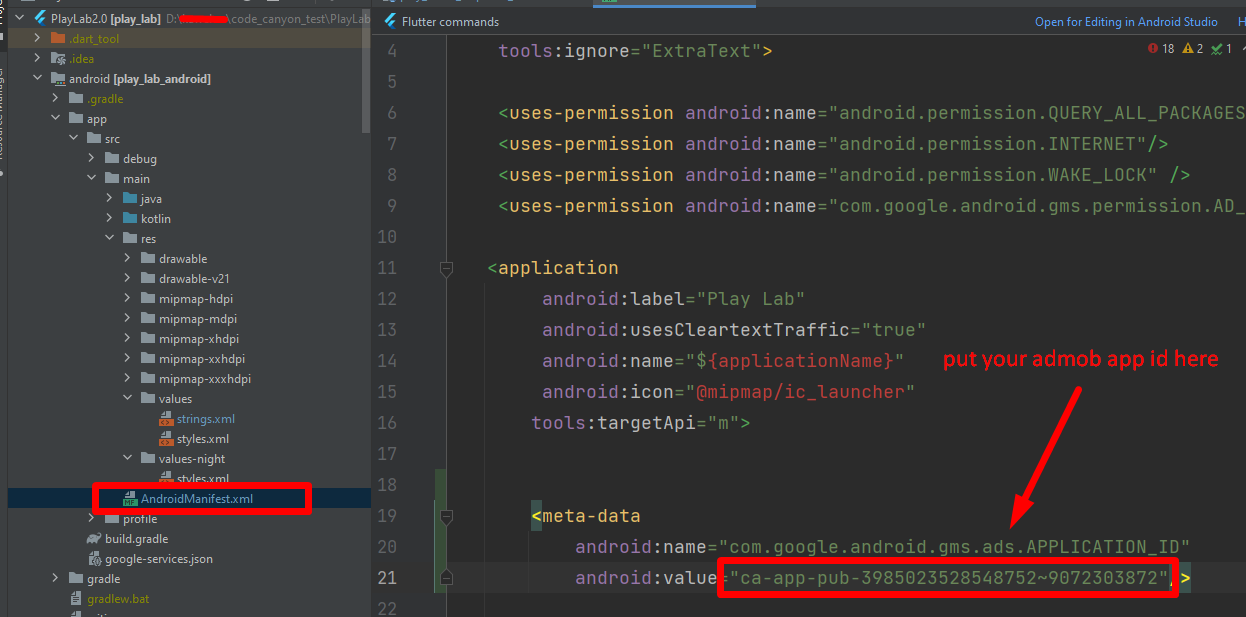 PlayLab2.0 [play_lab] D:\ \code_canyon_test\PlayLab
.dart_tool
.idea
android [play_lab_android]
.gradle
app
src
debug
main
java
kotlin
res
drawable
drawable-v21
mipmap-hdpi
mipmap-mdpi
mipmap-xhdpi
mipmap-xxhdpi
mipmap-xxxhdpi
values
strings.xml
styles.xml
values-night
styles.xml
AndroidManifest.xml
profile
build.gradle
google-services.json
gradle
gradlew.bat
Flutter commands
Open for Editing in Android Studio
18 2 1
4 tools:ignore="ExtraText">
5
6 <uses-permission android:name="android.permission.QUERY_ALL_PACKAGES
7 <uses-permission android:name="android.permission.INTERNET"/>
8 <uses-permission android:name="android.permission.WAKE_LOCK" />
9 <uses-permission android:name="com.google.android.gms.permission.AD_
10
11 <application
12 android:label="Play Lab"
13 android:usesCleartextTraffic="true"
14 android:name="${applicationName}"
put your admob app id here
15 android:icon="@mipmap/ic_launcher"
16 tools:targetApi="m">
17
18
19 <meta-data
20 android:name="com.google.android.gms.ads.APPLICATION_ID"
21 android:value="ca-app-pub-3985023528548752~9072303872"/>
22